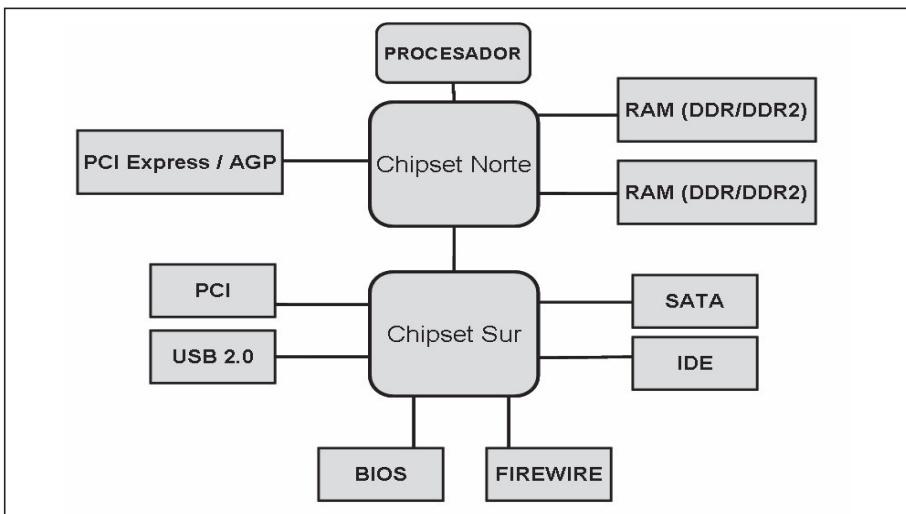 PROCESADOR
RAM (DDR/DDR2)
PCI Express / AGP
Chipset Norte
RAM (DDR/DDR2)
PCI
SATA
Chipset Sur
USB 2.0
IDE
BIOS
FIREWIRE